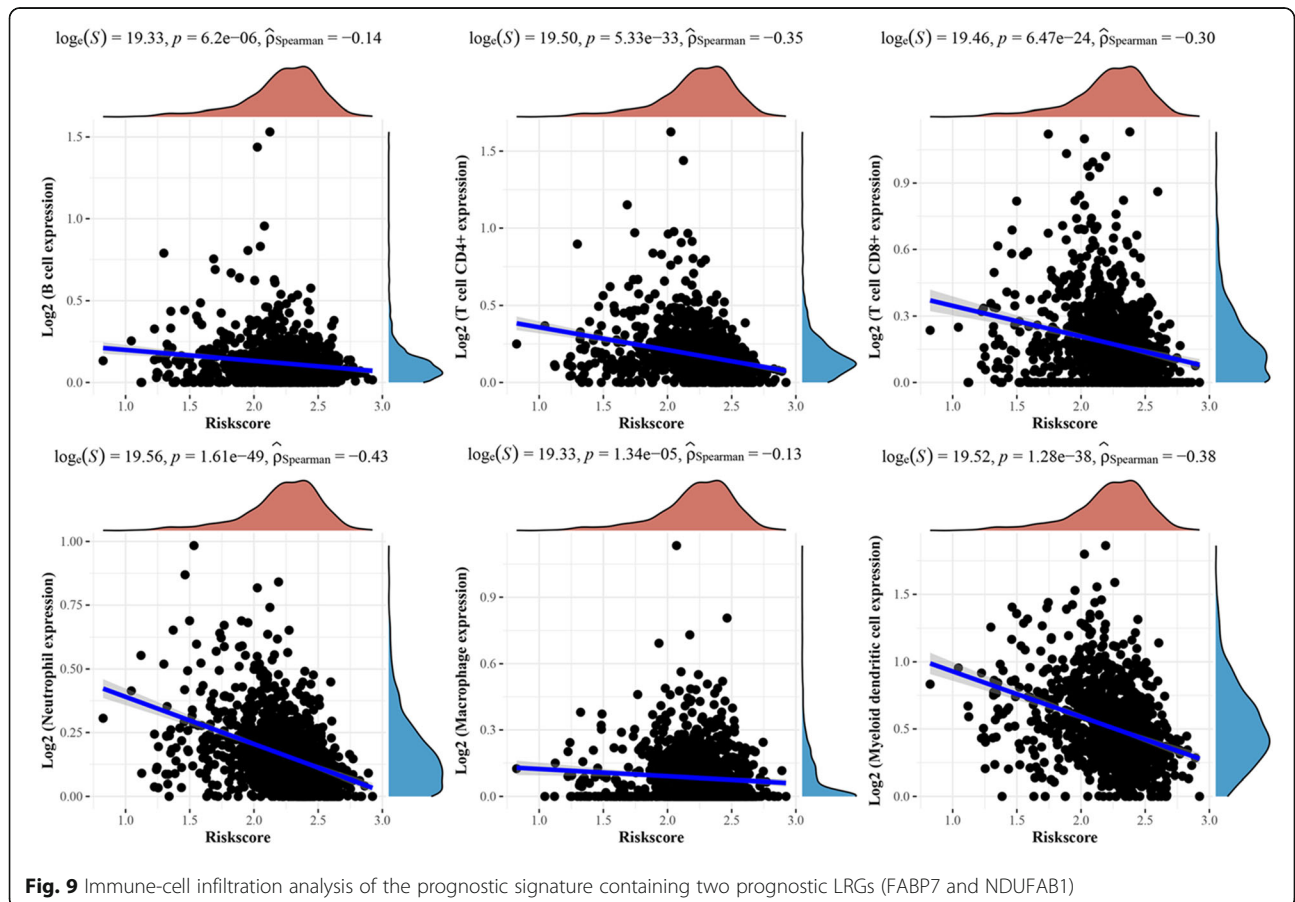 logₑ(S) = 19.33, p = 6.2e−06, ρ̂Spearman = −0.14
logₑ(S) = 19.50, p = 5.33e−33, ρ̂Spearman = −0.35
logₑ(S) = 19.46, p = 6.47e−24, ρ̂Spearman = −0.30
Log2 (B cell expression)
1.5
1.0
0.5
0.0
1.0 1.5 2.0 2.5 3.0
Riskscore
Log2 (T cell CD4+ expression)
1.5
1.0
0.5
0.0
1.0 1.5 2.0 2.5 3.0
Riskscore
Log2 (T cell CD8+ expression)
0.9
0.6
0.3
0.0
1.0 1.5 2.0 2.5 3.0
Riskscore
logₑ(S) = 19.56, p = 1.61e−49, ρ̂Spearman = −0.43
logₑ(S) = 19.33, p = 1.34e−05, ρ̂Spearman = −0.13
logₑ(S) = 19.52, p = 1.28e−38, ρ̂Spearman = −0.38
Log2 (Neutrophil expression)
1.00
0.75
0.50
0.25
0.00
1.0 1.5 2.0 2.5 3.0
Riskscore
Log2 (Macrophage expression)
0.9
0.6
0.3
0.0
1.0 1.5 2.0 2.5 3.0
Riskscore
Log2 (Myeloid dendritic cell expression)
1.5
1.0
0.5
0.0
1.0 1.5 2.0 2.5 3.0
Riskscore
Fig. 9 Immune-cell infiltration analysis of the prognostic signature containing two prognostic LRGs (FABP7 and NDUFAB1)